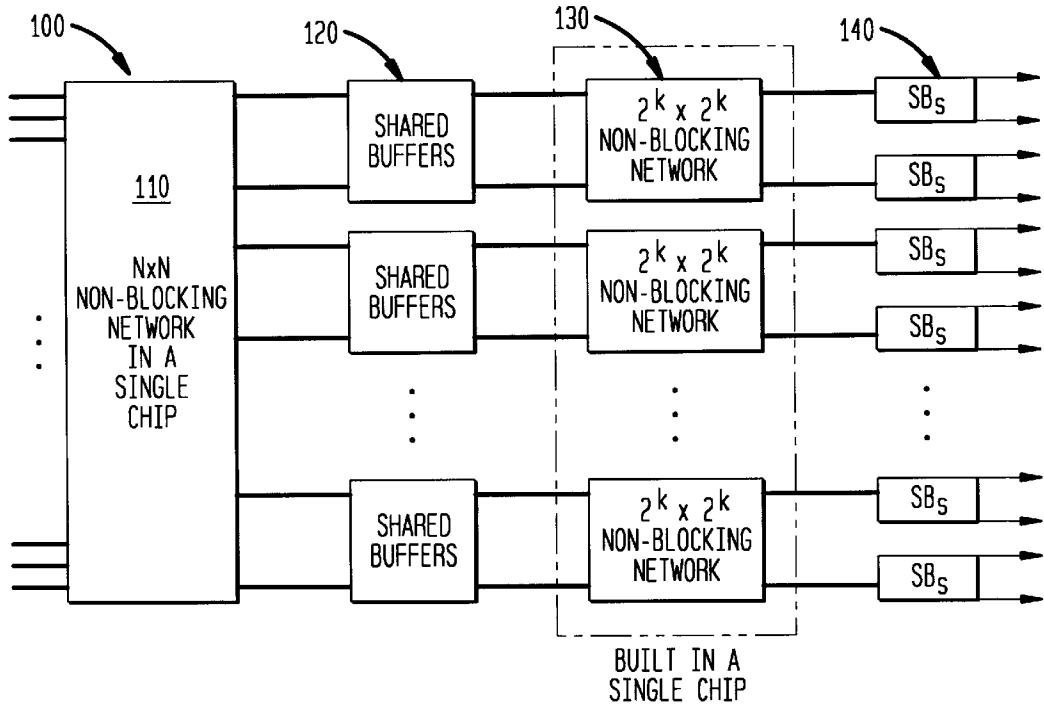 100
120
130
140
110
NxN
NON-BLOCKING
NETWORK
IN A
SINGLE
CHIP
SHARED
BUFFERS
2^k x 2^k
NON-BLOCKING
NETWORK
SB_S
SB_S
SHARED
BUFFERS
2^k x 2^k
NON-BLOCKING
NETWORK
SB_S
SB_S
SHARED
BUFFERS
2^k x 2^k
NON-BLOCKING
NETWORK
SB_S
SB_S
BUILT IN A
SINGLE CHIP